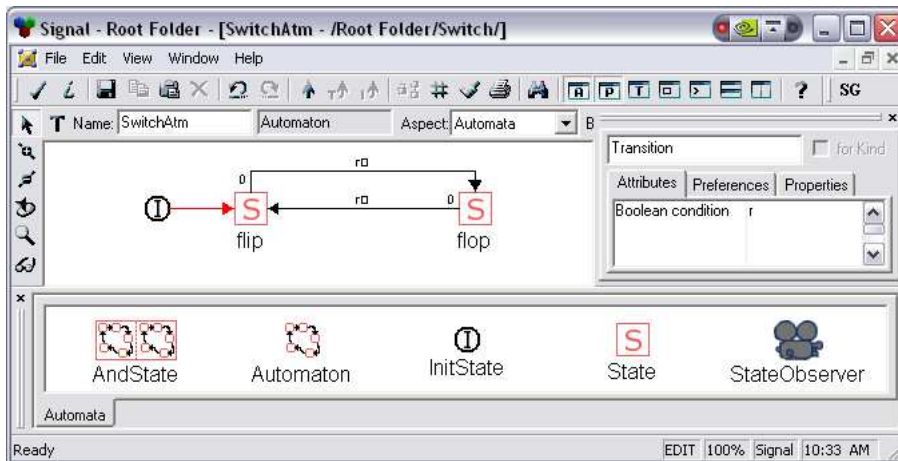 Signal - Root Folder - [SwitchAtm - /Root Folder/Switch/]
File Edit View Window Help
SG
Name: SwitchAtm Automaton Aspect: Automata B
Transition for Kind
Attributes Preferences Properties
Boolean condition r
r
0
r
0
I
S
S
flip
flop
AndState
Automaton
InitState
State
StateObserver
Automata
Ready EDIT 100% Signal 10:33 AM